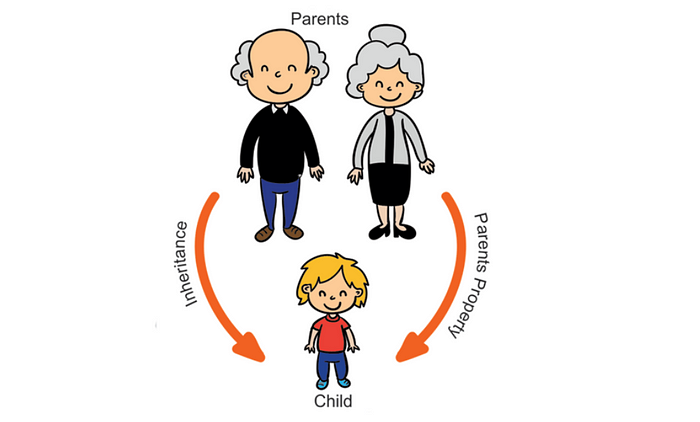 Parents
Inheritance
Parents Property
Child